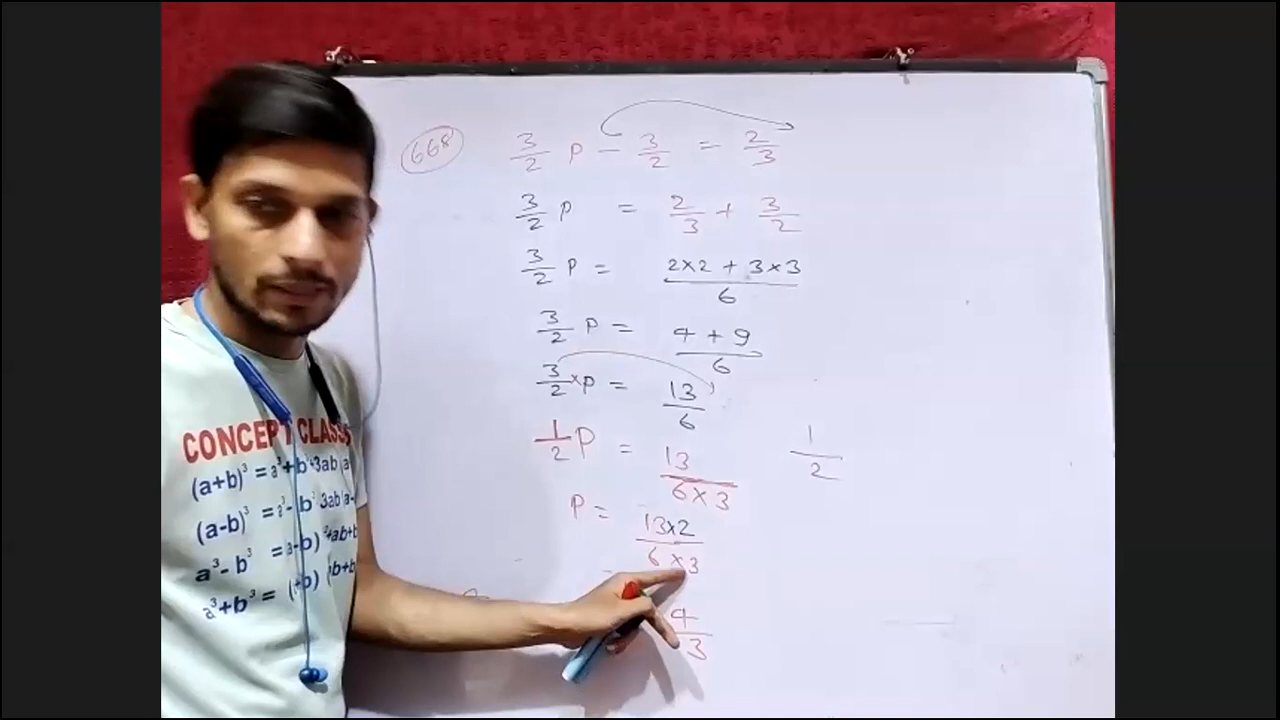 668
3/2 P - 3/2 = 2/3
3/2 P = 2/3 + 3/2
3/2 P = 2×2 + 3×3 / 6
3/2 P = 4 + 9 / 6
3/2 × P = 13/6
1/2 P = 13 / 6×3
1/2
P = 13×2 / 6×3
4
3
CONCEPT CLASS
(a+b)³ = a³+b³+3ab(a
(a-b)³ = a³- b³ 3ab(a-
a³-b³ = a-b) ²+ab+b
a³+b³ =